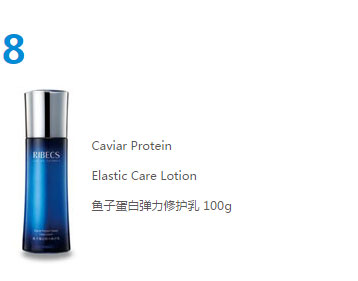 8
RIBECS
Caviar Protein
Elastic Care Lotion
鱼子蛋白弹力修护乳 100g